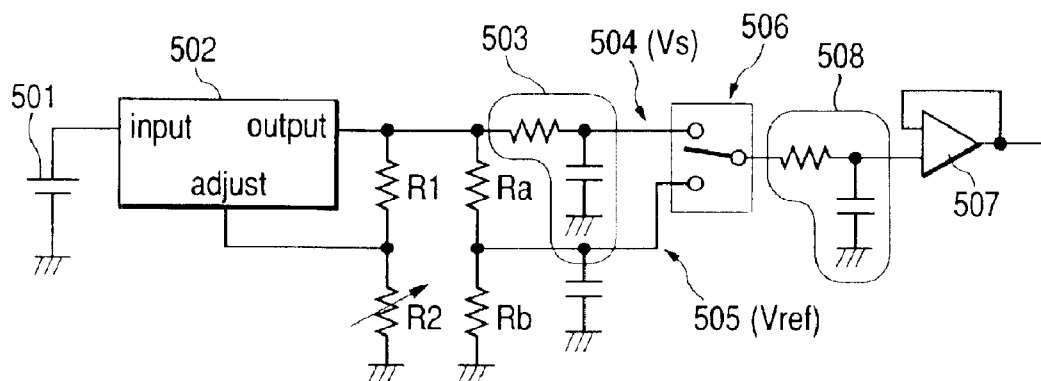 503
504 (Vs)
506
502
508
501
input
output
adjust
R1
Ra
507
R2
Rb
505 (Vref)